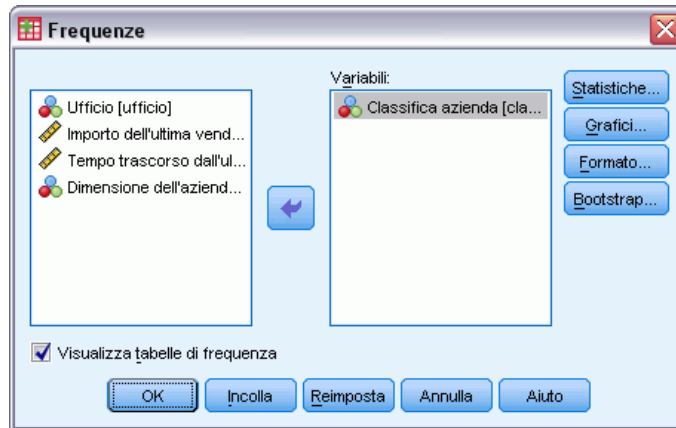 Frequenze
Variabili:
Ufficio [ufficio]
Importo dell'ultima vend...
Tempo trascorso dall'ul...
Dimensione dell'aziend...
Classifica azienda [cla...
Statistiche...
Grafici...
Formato...
Bootstrap...
Visualizza tabelle di frequenza
OK
Incolla
Reimposta
Annulla
Aiuto